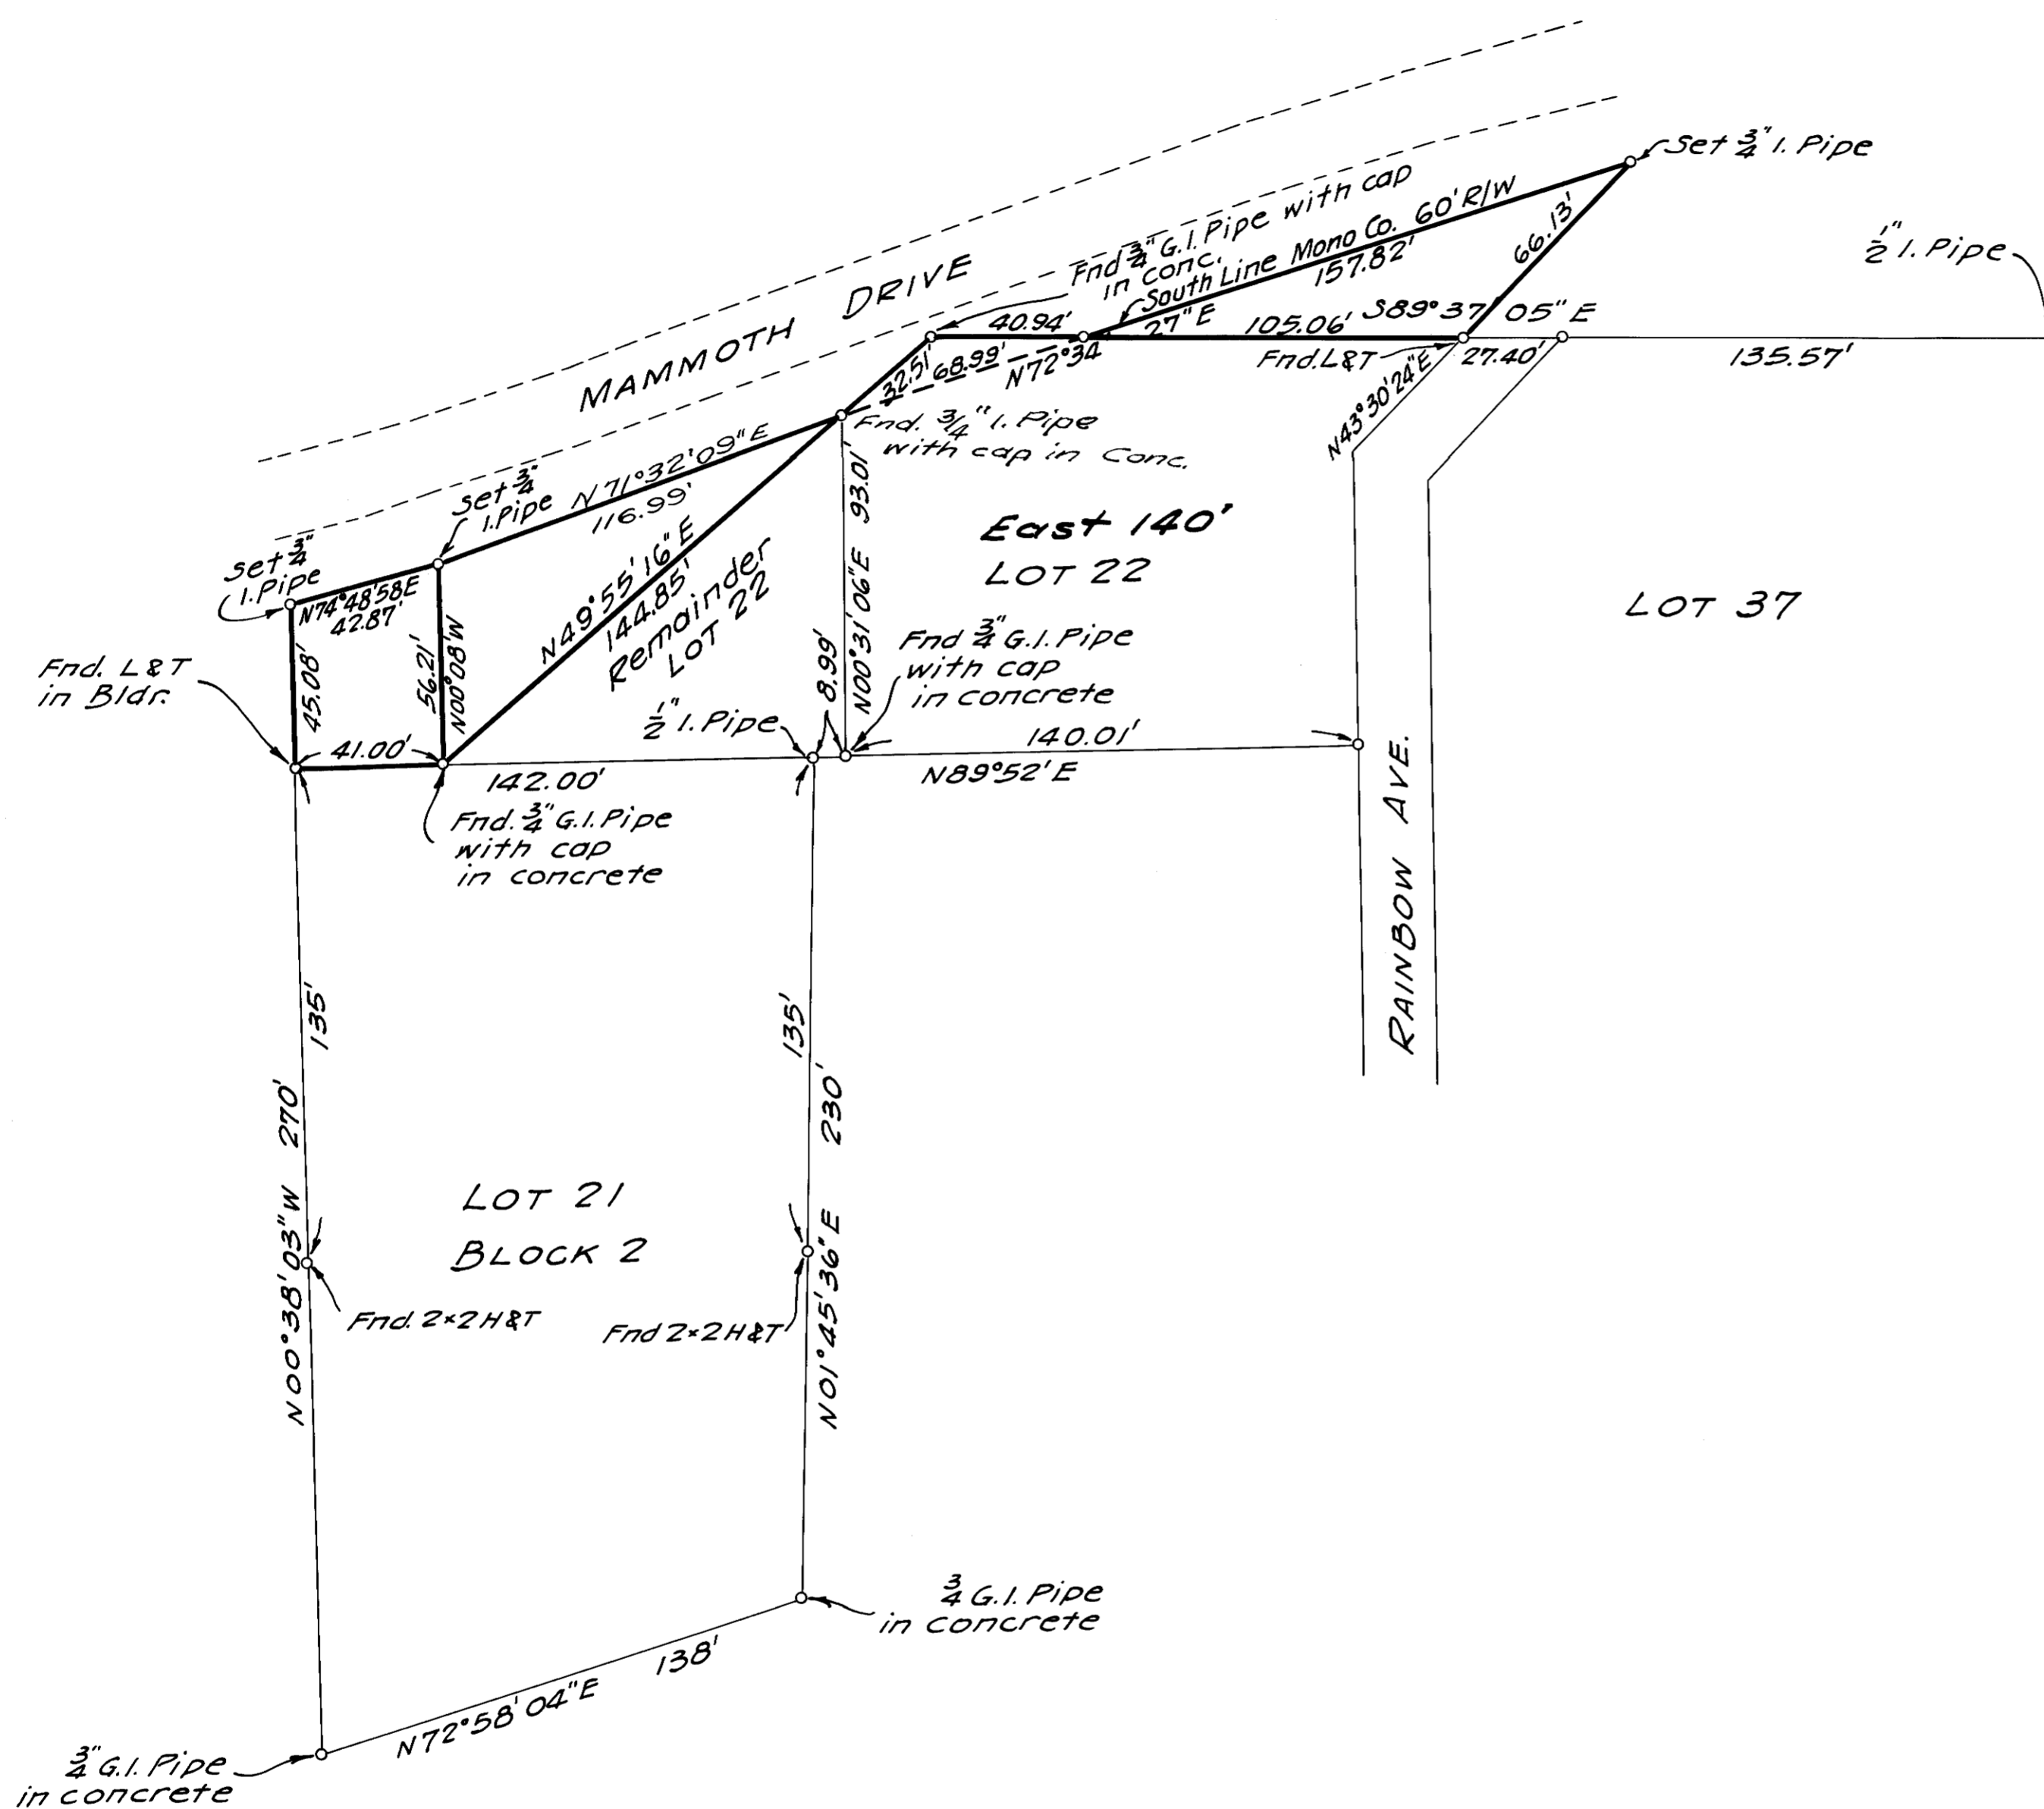 Set 3/4" I. Pipe
1/2" I. Pipe
MAMMOTH DRIVE
Fnd 3/4" G.I. Pipe with cap
in conc.
South Line Mono Co. 60' R/W
157.82'
66.13'
40.94'
27" E
105.06'
S89°37' 05" E
32.51'
68.99'
N72°34'
Fnd. L&T
27.40'
135.57'
N43°30'24"E
Fnd. 3/4" I. Pipe
with cap in Conc.
N 71°32'09" E
116.99'
Set 3/4"
I. Pipe
Set 3/4"
I. Pipe
N74°48'58E
42.87'
N49°55'16" E
144.85'
Remainder
LOT 22
N00°31'06"E 93.01'
East 140'
LOT 22
LOT 37
45.08'
56.21'
N00°08'W
Fnd. L&T
in Bldr.
8.99'
Fnd 3/4" G.I. Pipe
with cap
in concrete
1/2" I. Pipe
41.00'
142.00'
140.01'
N89°52' E
Fnd. 3/4" G.I. Pipe
with cap
in concrete
RAINBOW AVE.
135'
135'
N00°38'03"W 270'
N01°45'36"E 230'
LOT 21
BLOCK 2
Fnd. 2x2 H&T
Fnd 2x2 H&T
3/4 G.I. Pipe
in concrete
138'
N72°58'04"E
3/4" G.I. Pipe
in concrete